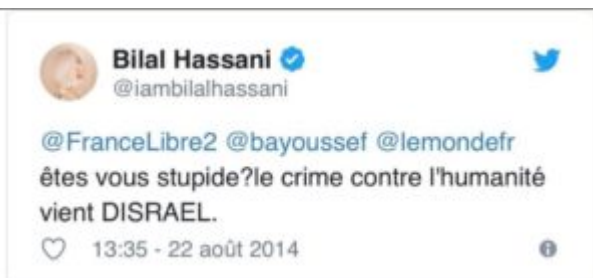 Bilal Hassani
@iambilalhassani
@FranceLibre2 @bayoussef @lemondefr
êtes vous stupide?le crime contre l'humanité
vient DISRAEL.
13:35 - 22 août 2014